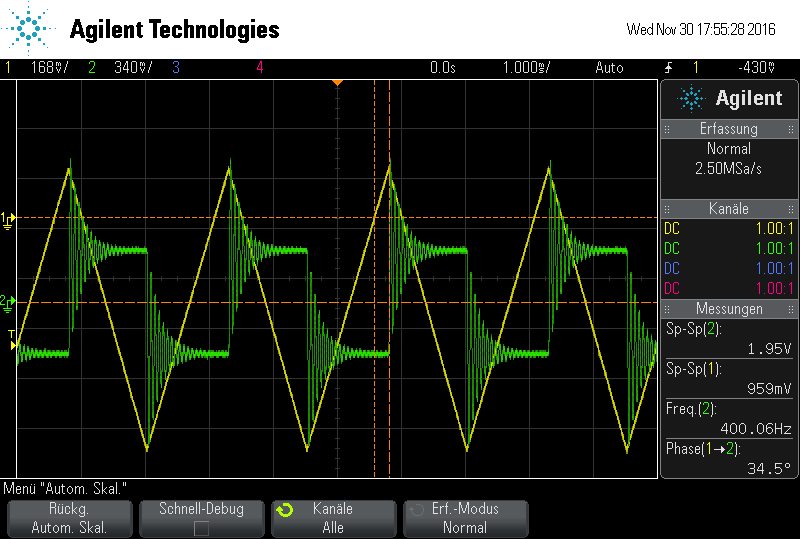 Agilent Technologies
Wed Nov 30 17:55:28 2016
1 168mV/ 2 340mV/ 3 4 0.0s 1.000ms/ Auto 1 -430mV
Agilent
Erfassung
Normal
2.50MSa/s
Kanäle
DC 1.00:1
DC 1.00:1
DC 1.00:1
DC 1.00:1
Messungen
Sp-Sp(2):
1.95V
Sp-Sp(1):
959mV
Freq.(2):
400.06Hz
Phase(1→2):
34.5°
1
2
T
Menü "Autom. Skal."
Rückg.
Autom. Skal.
Schnell-Debug
Kanäle
Alle
Erf.-Modus
Normal